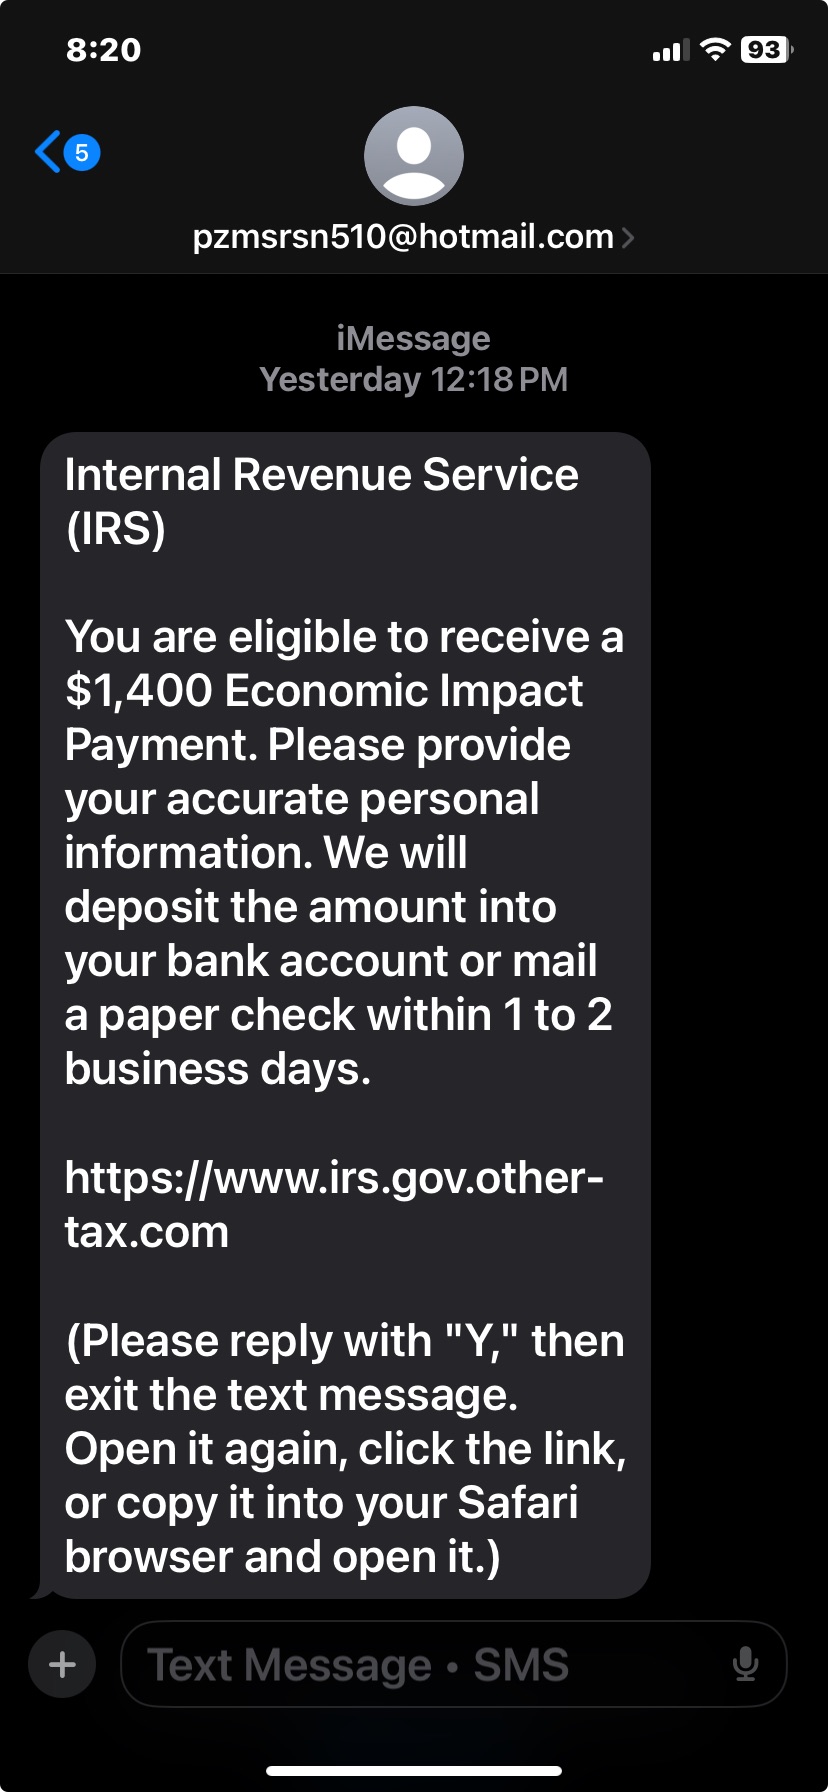 8:20
93
5
pzmsrsn510@hotmail.com
iMessage
Yesterday 12:18 PM
Internal Revenue Service
(IRS)
You are eligible to receive a
$1,400 Economic Impact
Payment. Please provide
your accurate personal
information. We will
deposit the amount into
your bank account or mail
a paper check within 1 to 2
business days.
https://www.irs.gov.other-
tax.com
(Please reply with "Y," then
exit the text message.
Open it again, click the link,
or copy it into your Safari
browser and open it.)
Text Message • SMS